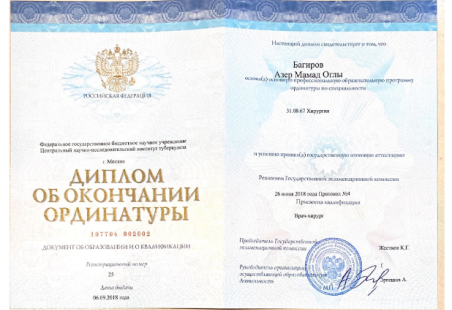 РОССИЙСКАЯ ФЕДЕРАЦИЯ
Федеральное государственное бюджетное научное учреждение
Центральный научно-исследовательский институт туберкулеза
г. Москва
ДИПЛОМ
ОБ ОКОНЧАНИИ
ОРДИНАТУРЫ
107704 002002
ДОКУМЕНТ ОБ ОБРАЗОВАНИИ И О КВАЛИФИКАЦИИ
Регистрационный номер
25
Дата выдачи
06.09.2018 года
Настоящий диплом свидетельствует о том, что
Багиров
Азер Мамад Оглы
освоил(а) основную профессиональную образовательную программу
ординатуры по специальности
31.08.67 Хирургия
и успешно прошел(а) государственную итоговую аттестацию
Решением Государственной экзаменационной комиссии
26 июня 2018 года Протокол №4
Присвоена квалификация
Врач-хирург
Председатель Государственной
экзаменационной комиссии
Жестков К.Г.
Руководитель организации,
осуществляющей образовательную
деятельность
М.П.